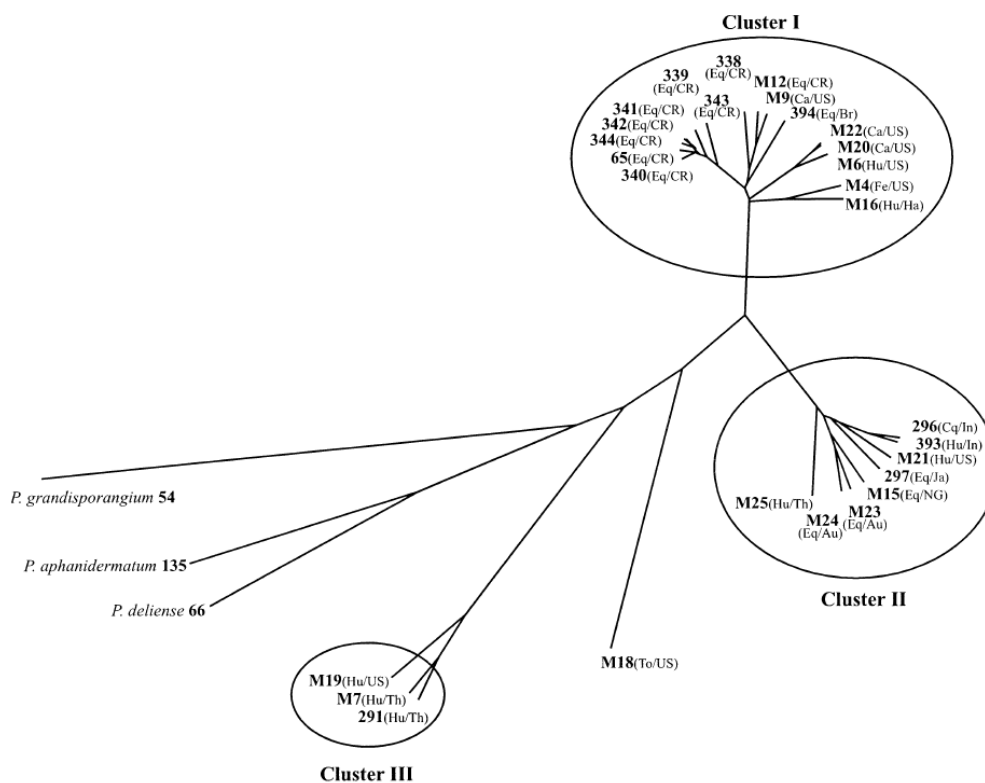 Cluster I
338
(Eq/CR)
339
(Eq/CR)
M12(Eq/CR)
M9(Ca/US)
394(Eq/Br)
341(Eq/CR)
343
(Eq/CR)
342(Eq/CR)
344(Eq/CR)
65(Eq/CR)
340(Eq/CR)
M22(Ca/US)
M20(Ca/US)
M6(Hu/US)
M4(Fe/US)
M16(Hu/Ha)
296(Cq/In)
393(Hu/In)
M21(Hu/US)
297(Eq/Ja)
M15(Eq/NG)
M25(Hu/Th)
M23
(Eq/Au)
M24
(Eq/Au)
Cluster II
P. grandisporangium 54
P. aphanidermatum 135
P. deliense 66
M18(To/US)
M19(Hu/US)
M7(Hu/Th)
291(Hu/Th)
Cluster III